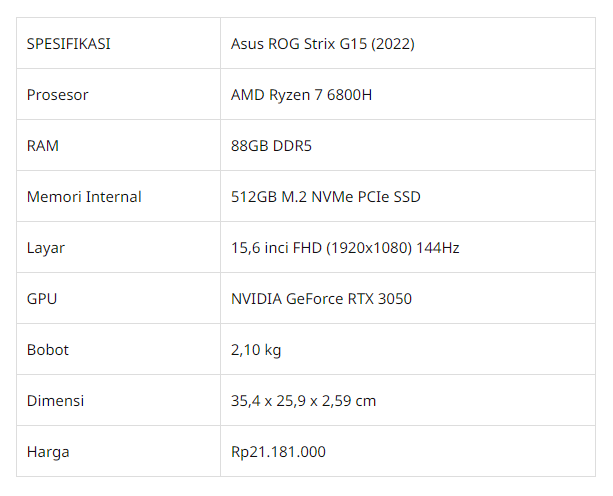 SPESIFIKASI Asus ROG Strix G15 (2022)
Prosesor AMD Ryzen 7 6800H
RAM 88GB DDR5
Memori Internal 512GB M.2 NVMe PCIe SSD
Layar 15,6 inci FHD (1920x1080) 144Hz
GPU NVIDIA GeForce RTX 3050
Bobot 2,10 kg
Dimensi 35,4 x 25,9 x 2,59 cm
Harga Rp21.181.000